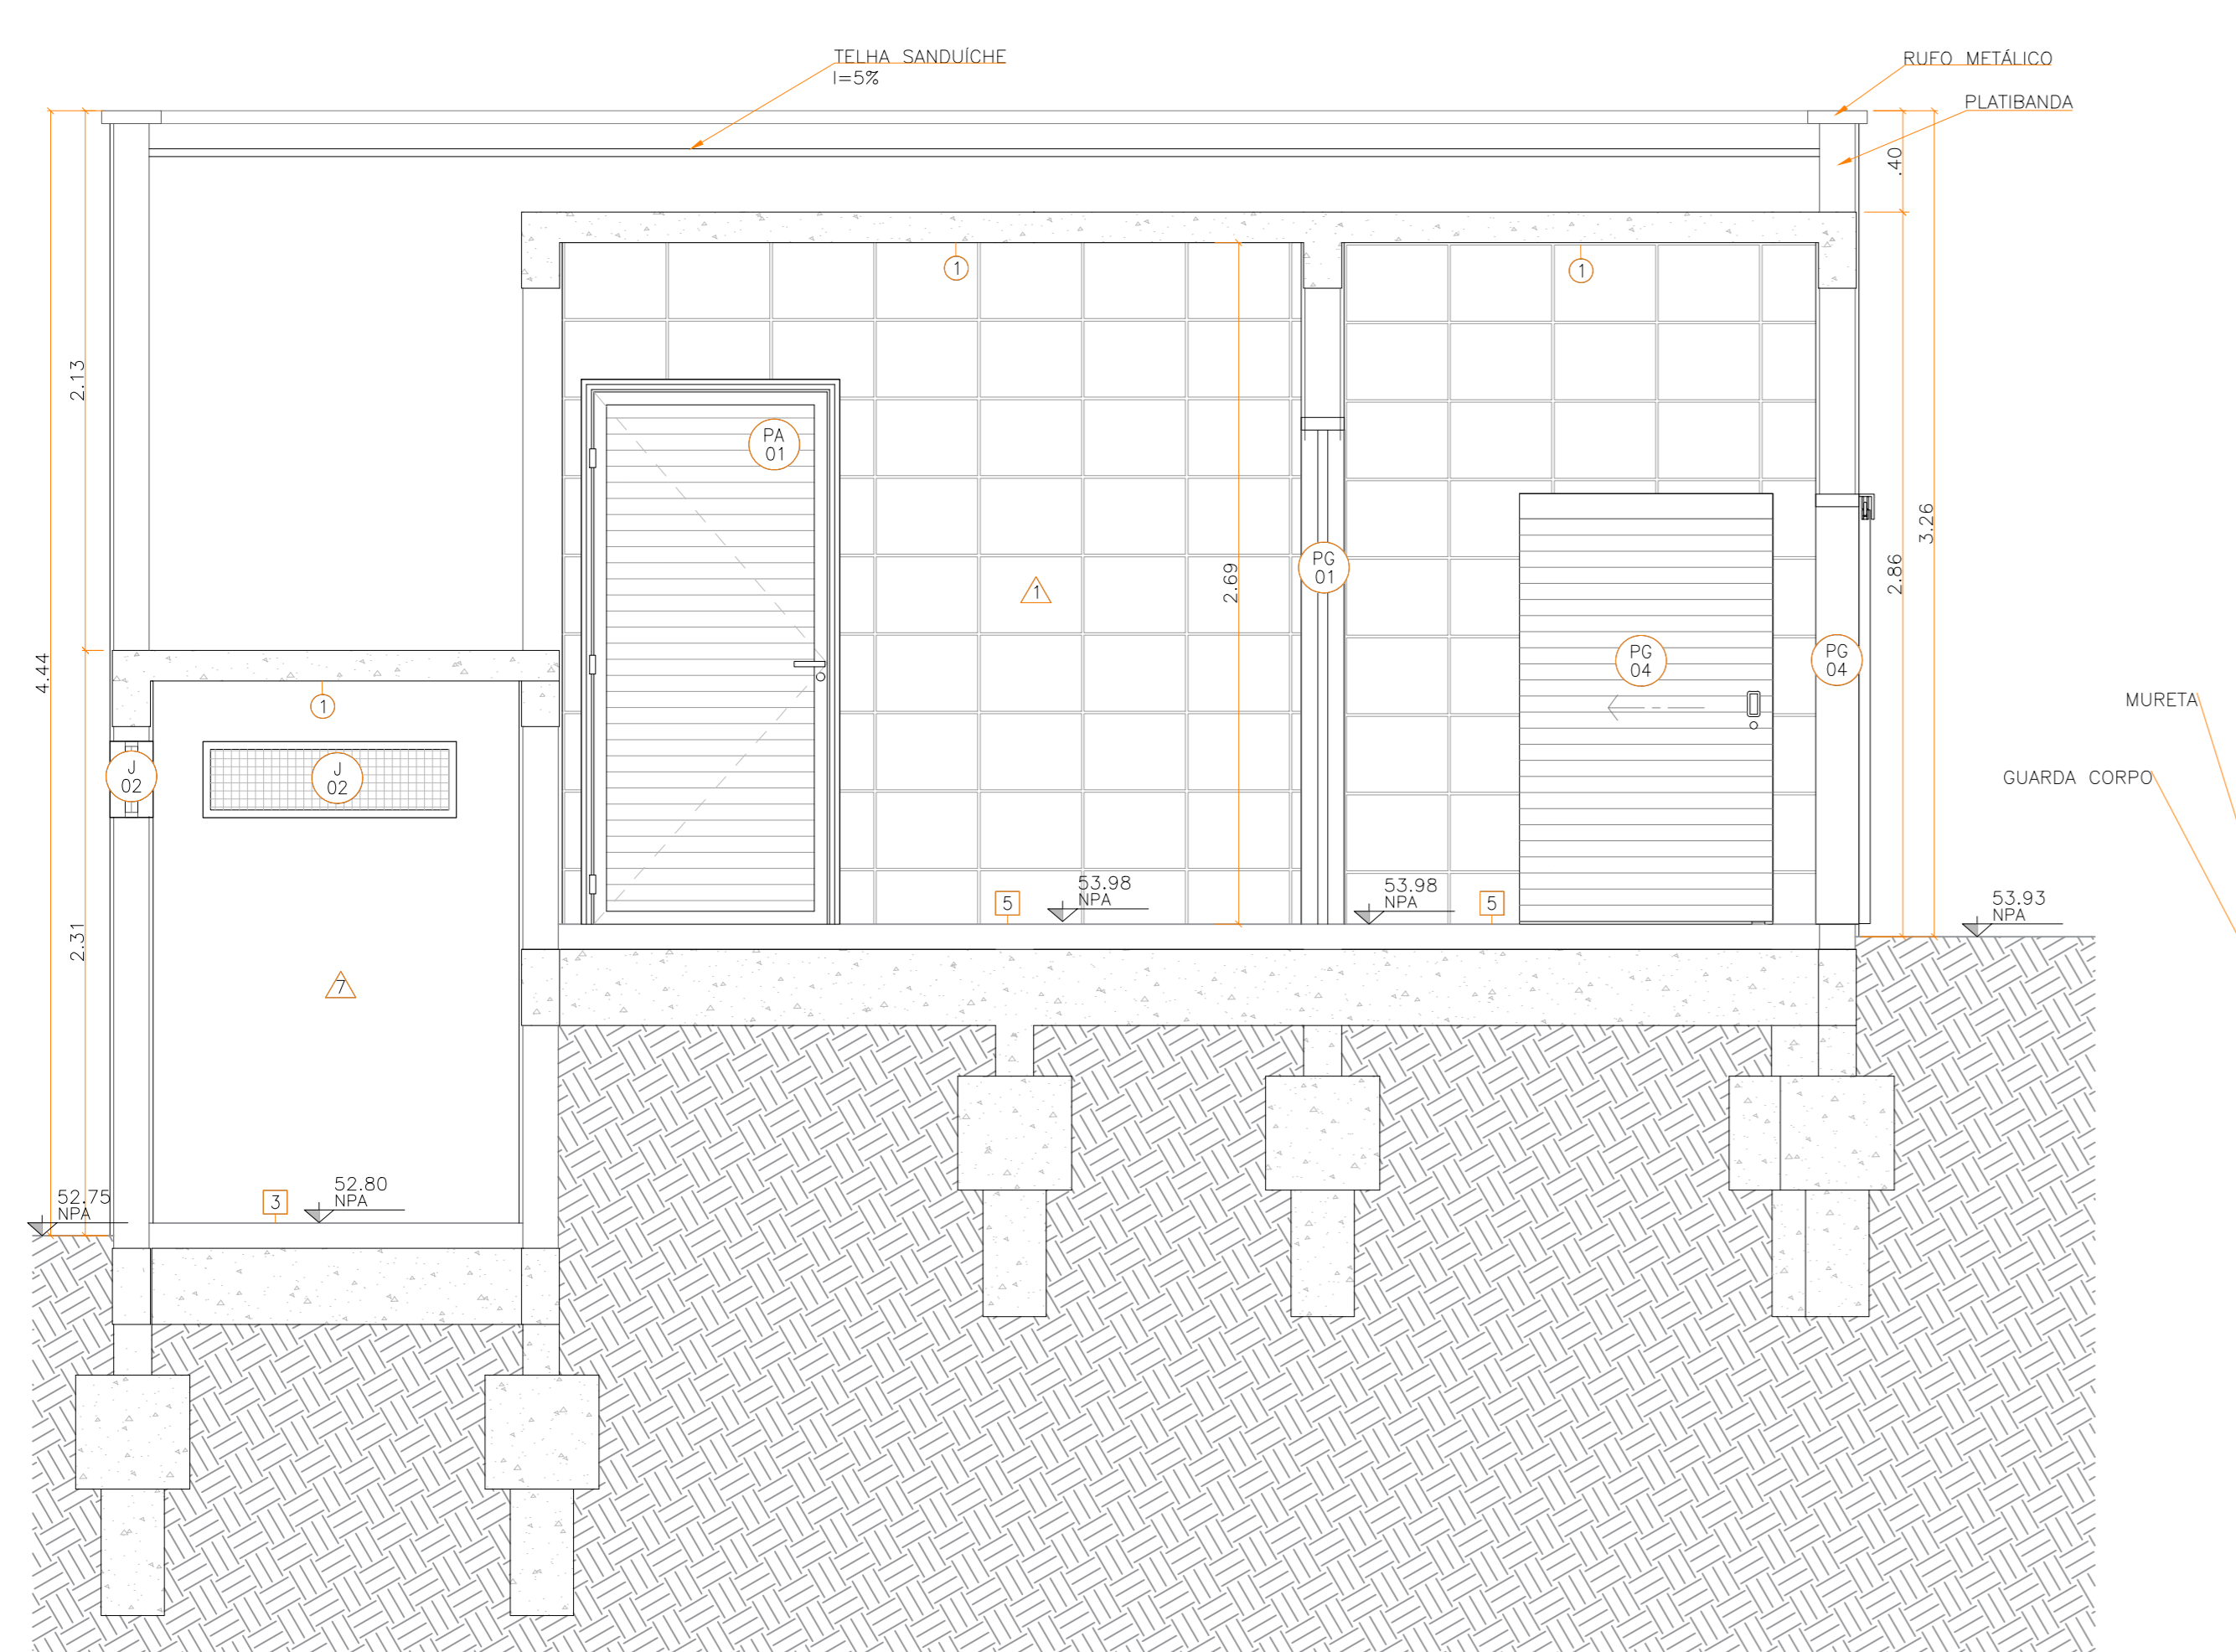 TELHA SANDUÍCHE
I=5%
RUFO METÁLICO
PLATIBANDA
.40
1
1
2.13
3.26
PA
01
PG
01
2.69
1
2.86
4.44
PG
04
PG
04
MURETA
1
J
02
J
02
GUARDA CORPO
5
53.98
NPA
53.98
NPA
5
53.93
NPA
2.31
7
52.75
NPA
3
52.80
NPA